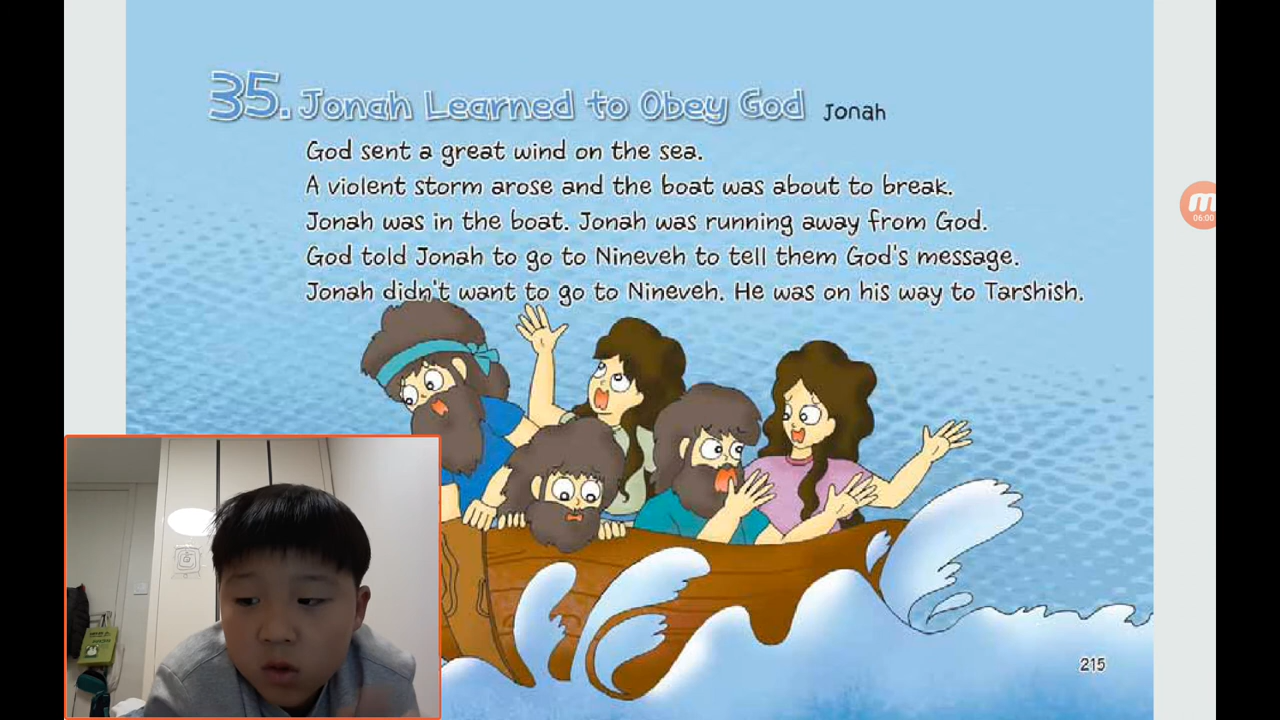 35. Jonah Learned to Obey God Jonah
God sent a great wind on the sea.
A violent storm arose and the boat was about to break.
Jonah was in the boat. Jonah was running away from God.
God told Jonah to go to Nineveh to tell them God's message.
Jonah didn't want to go to Nineveh. He was on his way to Tarshish.
06:00
215